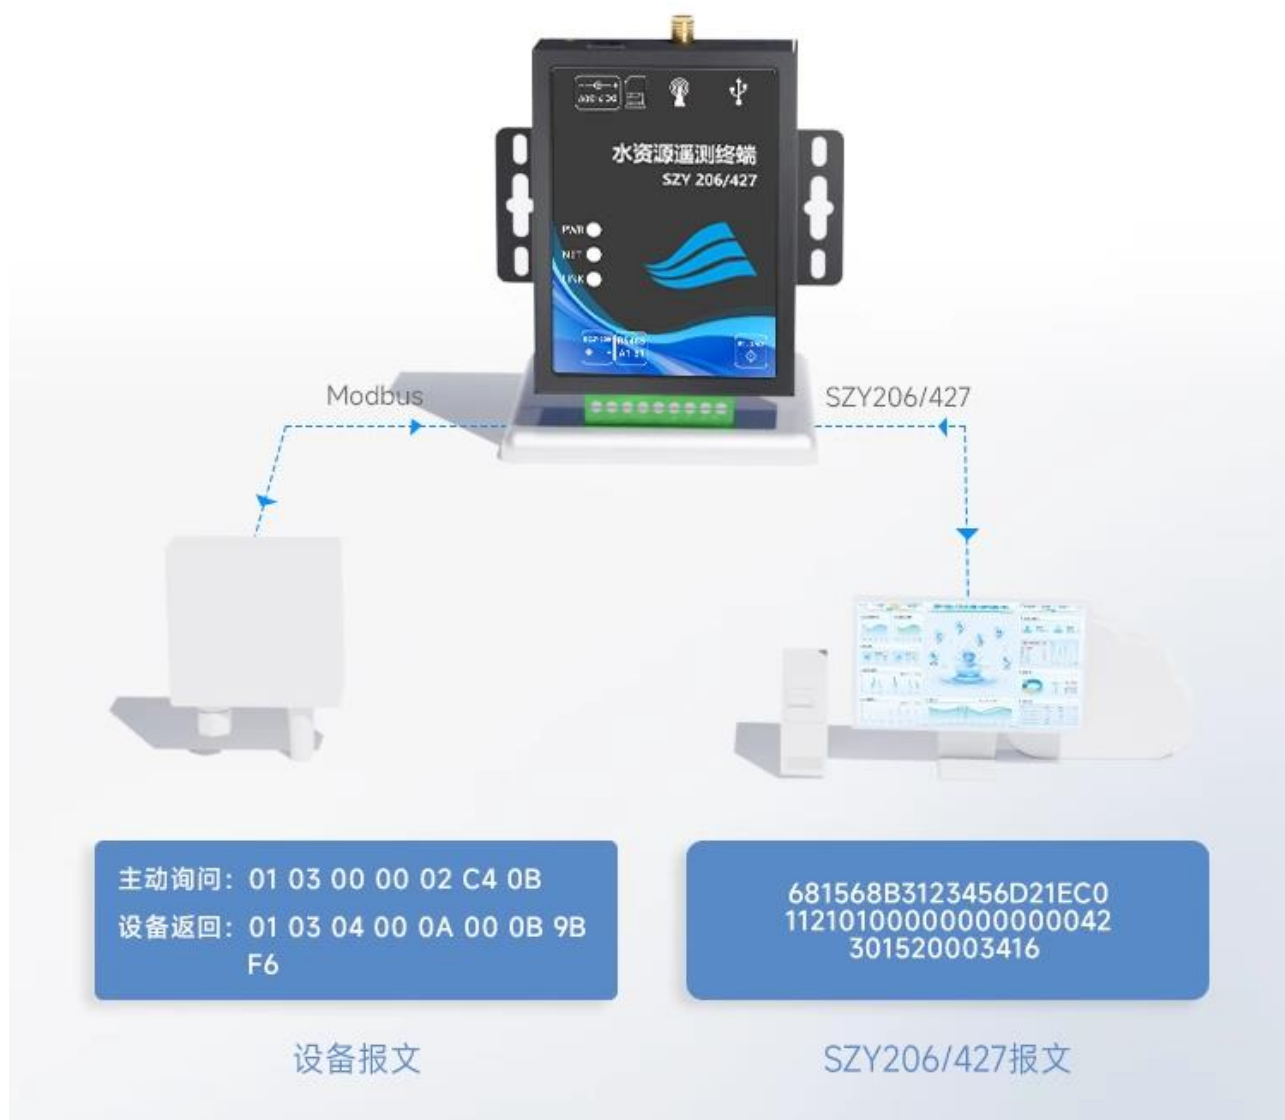 水资源遥测终端
SZY 206/427
PWR
NET
LINK
Modbus
SZY206/427
主动询问：01 03 00 00 02 C4 0B
设备返回：01 03 04 00 0A 00 0B 9B
F6
681568B3123456D21EC0
11210100000000000042
301520003416
设备报文
SZY206/427报文